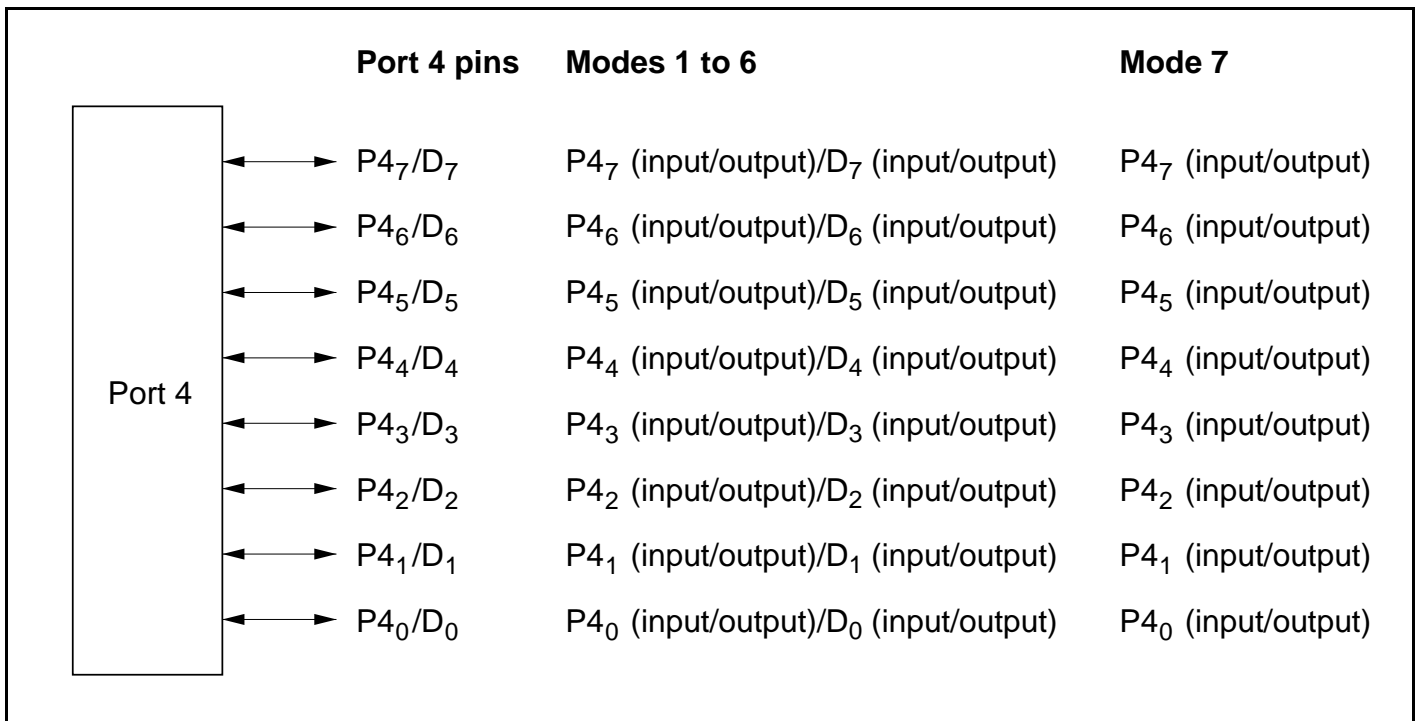 Port 4 pins Modes 1 to 6 Mode 7
P4₇/D₇ P4₇ (input/output)/D₇ (input/output) P4₇ (input/output)
P4₆/D₆ P4₆ (input/output)/D₆ (input/output) P4₆ (input/output)
P4₅/D₅ P4₅ (input/output)/D₅ (input/output) P4₅ (input/output)
P4₄/D₄ P4₄ (input/output)/D₄ (input/output) P4₄ (input/output)
Port 4
P4₃/D₃ P4₃ (input/output)/D₃ (input/output) P4₃ (input/output)
P4₂/D₂ P4₂ (input/output)/D₂ (input/output) P4₂ (input/output)
P4₁/D₁ P4₁ (input/output)/D₁ (input/output) P4₁ (input/output)
P4₀/D₀ P4₀ (input/output)/D₀ (input/output) P4₀ (input/output)